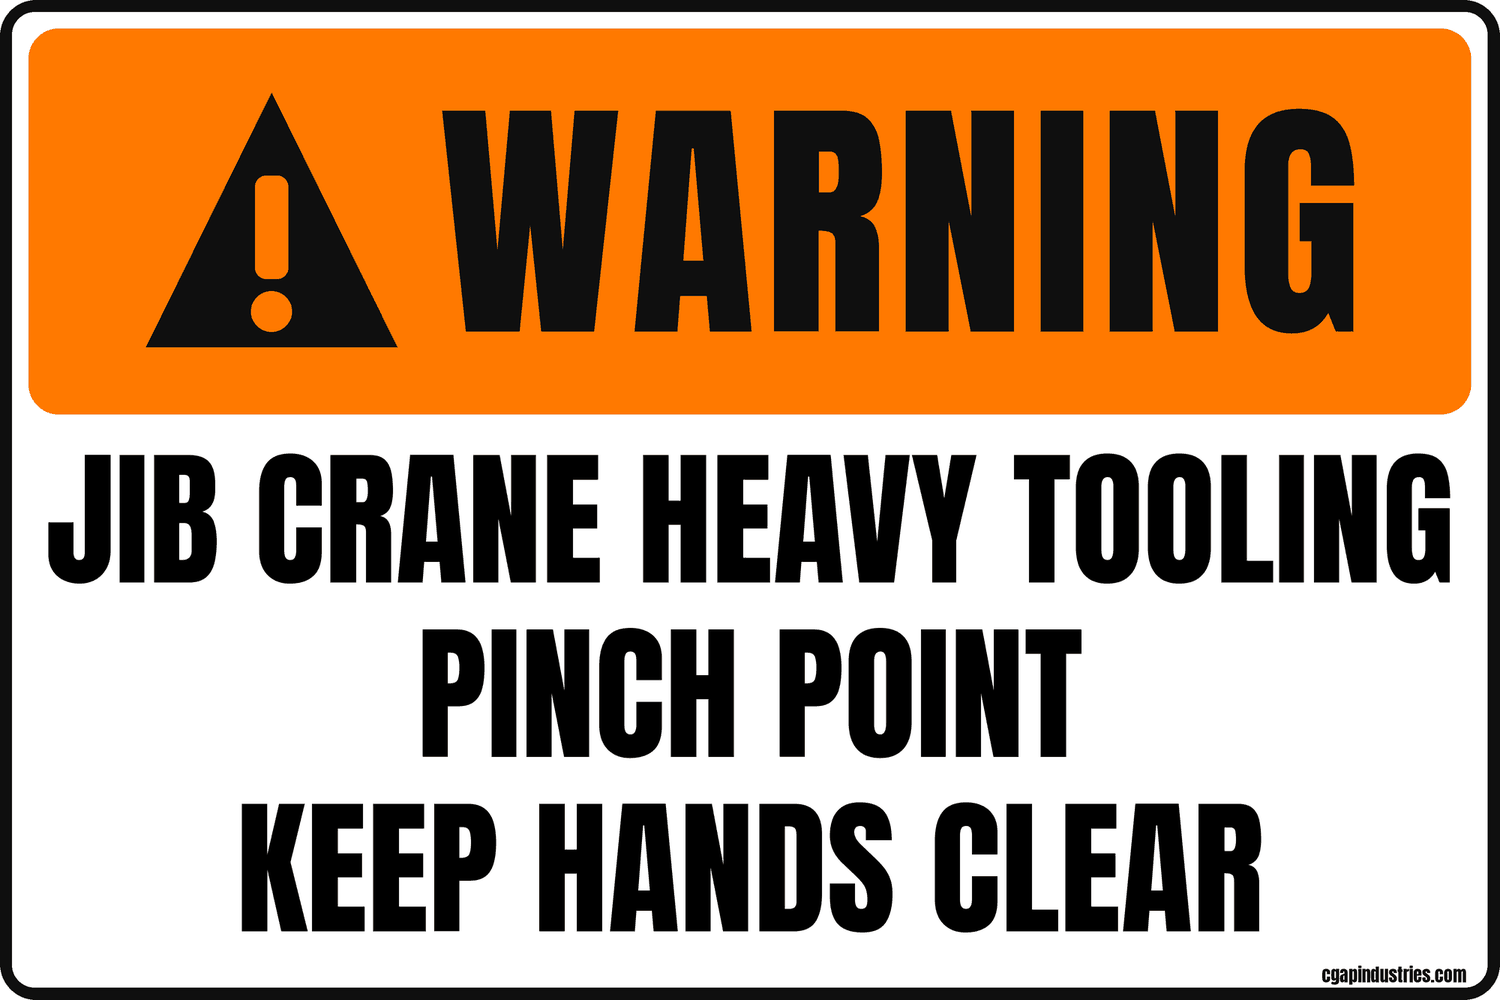 WARNING
JIB CRANE HEAVY TOOLING
PINCH POINT
KEEP HANDS CLEAR
cgapindustries.com